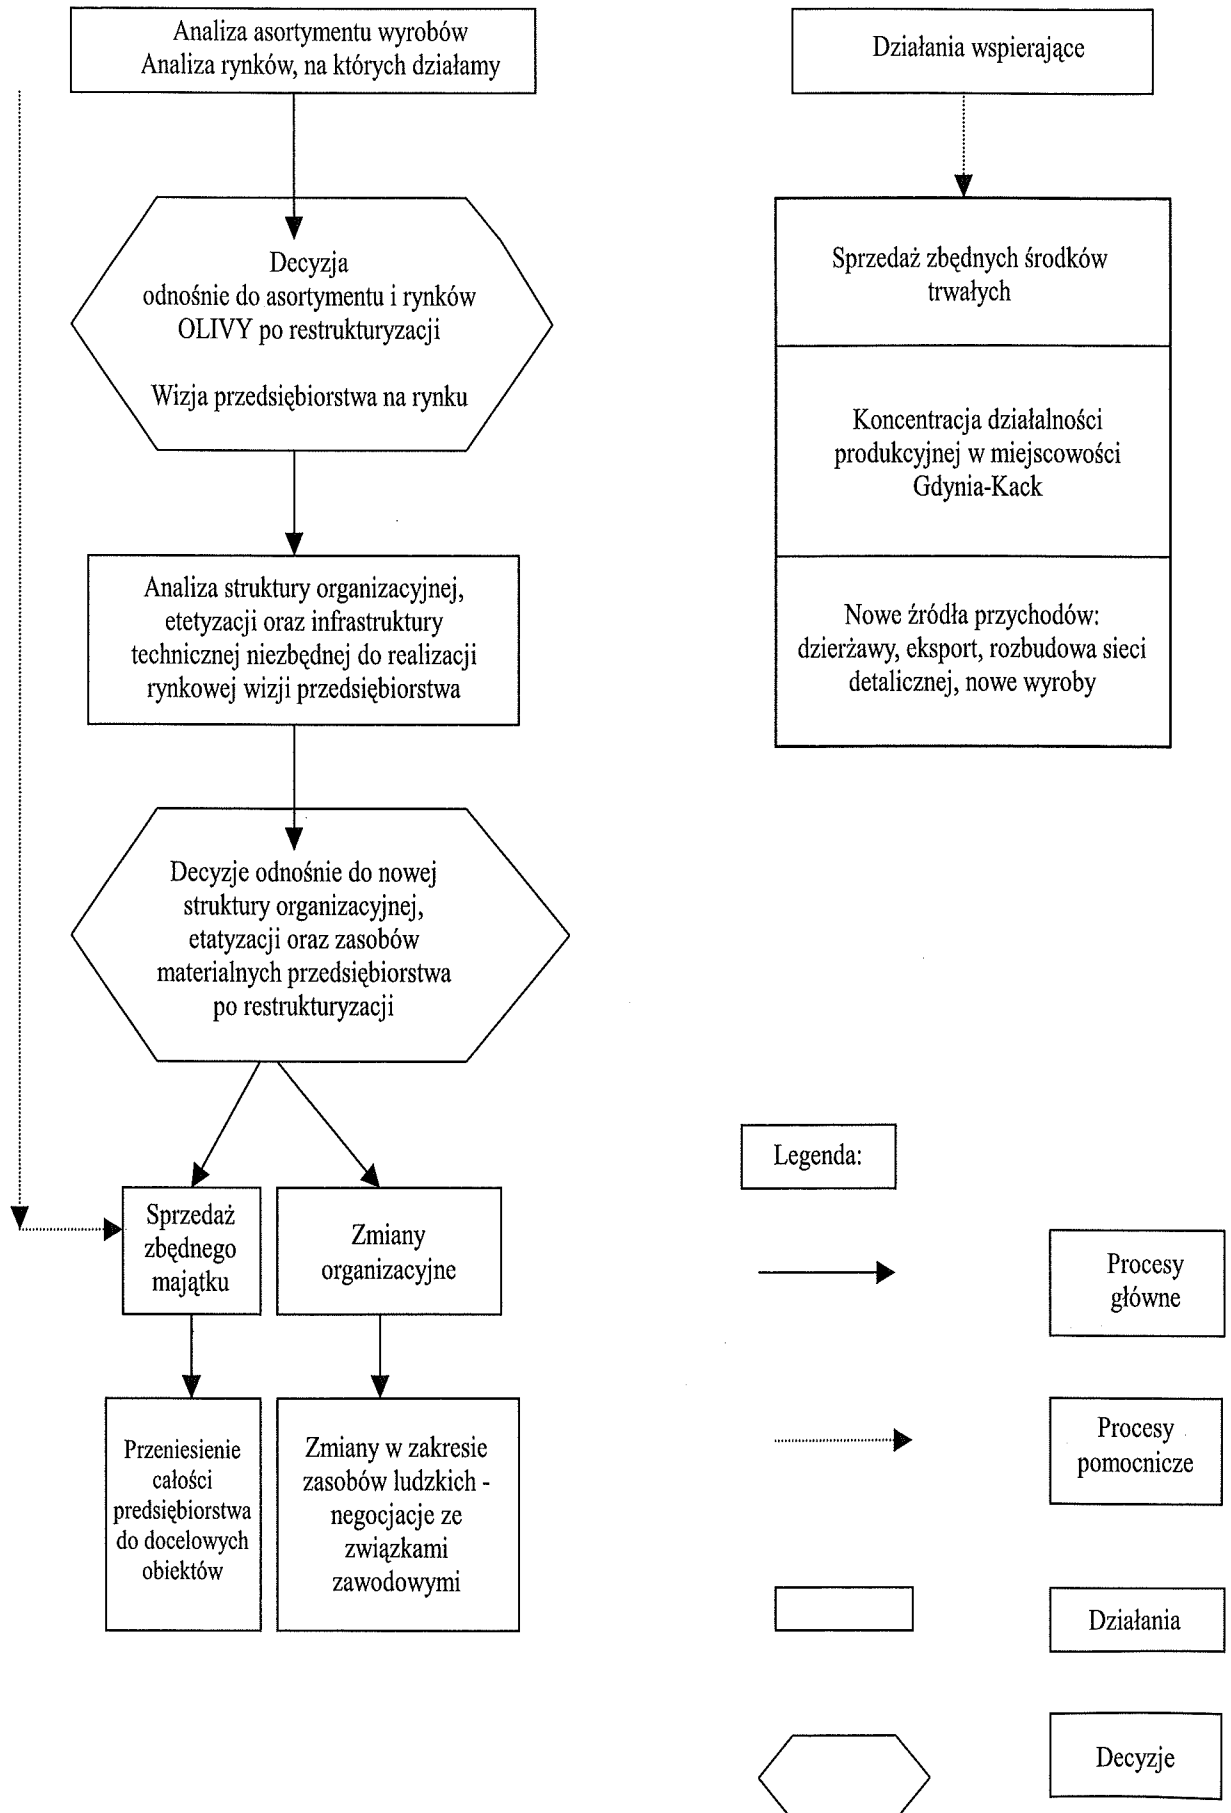 Analiza asortymentu wyrobów
Analiza rynków, na których działamy
Decyzja
odnośnie do asortymentu i rynków
OLIVY po restrukturyzacji
Wizja przedsiębiorstwa na rynku
Analiza struktury organizacyjnej,
etetyzacji oraz infrastruktury
technicznej niezbędnej do realizacji
rynkowej wizji przedsiębiorstwa
Decyzje odnośnie do nowej
struktury organizacyjnej,
etatyzacji oraz zasobów
materialnych przedsiębiorstwa
po restrukturyzacji
Sprzedaż
zbędnego
majątku
Zmiany
organizacyjne
Przeniesienie
całości
predsiębiorstwa
do docelowych
obiektów
Zmiany w zakresie
zasobów ludzkich -
negocjacje ze
związkami
zawodowymi
Działania wspierające
Sprzedaż zbędnych środków
trwałych
Koncentracja działalności
produkcyjnej w miejscowości
Gdynia-Kack
Nowe źródła przychodów:
dzierżawy, eksport, rozbudowa sieci
detalicznej, nowe wyroby
Legenda:
Procesy
główne
Procesy
pomocnicze
Działania
Decyzje